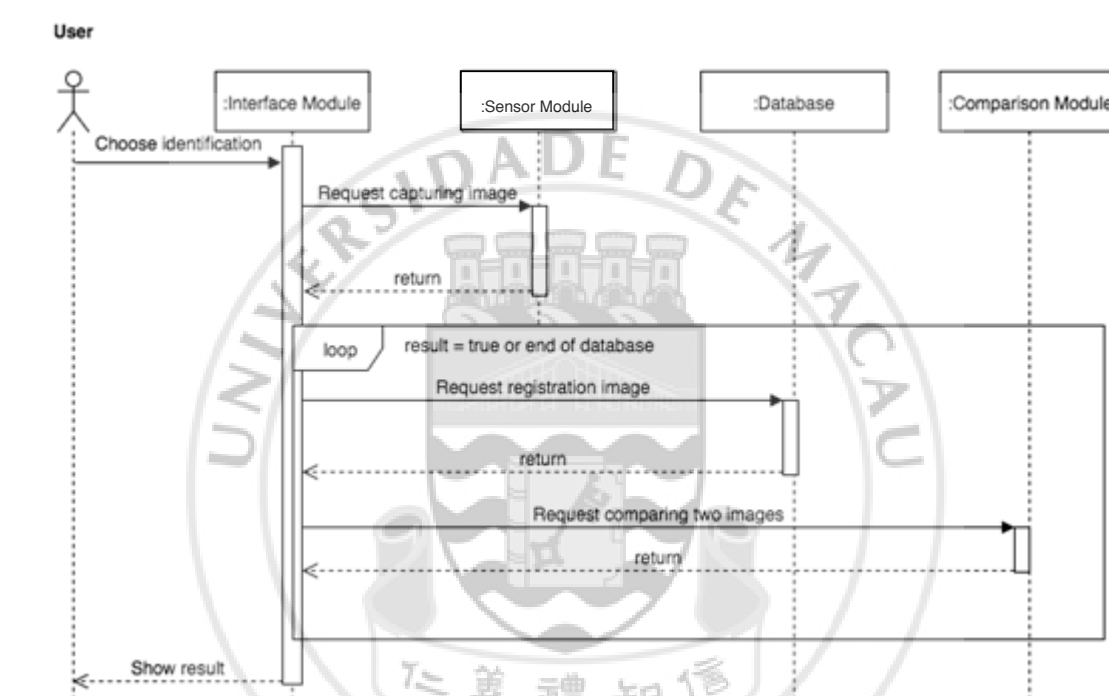 User
:Interface Module
:Sensor Module
:Database
:Comparison Module
Choose identification
Request capturing image
return
loop
result = true or end of database
Request registration image
return
Request comparing two images
return
Show result
UNIVERSIDADE DE MACAU
仁義禮知信